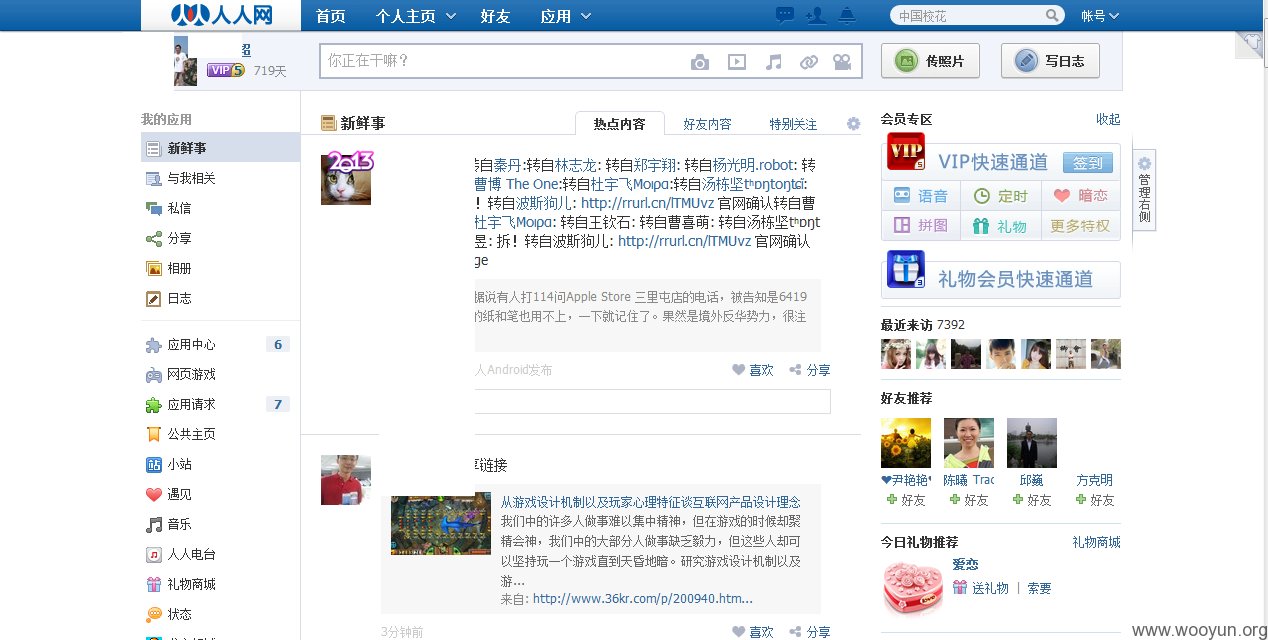 人人网 首页 个人主页 好友 应用 中国校花 帐号
超
VIP 5 719天
你正在干嘛？
传照片 写日志
我的应用
新鲜事
与我相关
私信
分享
相册
日志
应用中心 6
网页游戏
应用请求 7
公共主页
小站
遇见
音乐
人人电台
礼物商城
状态
新鲜事 热点内容 好友内容 特别关注
2013
转自秦丹:转自林志龙: 转自郑宇翔: 转自杨光明.robot: 转
曹博 The One:转自杜宇飞Μοιρα:转自汤栋坚
！转自波斯狗儿: http://rrurl.cn/lTMUvz 官网确认转自曹
杜宇飞Μοιρα: 转自王钦石: 转自曹喜萌: 转自汤栋坚
昱: 拆！转自波斯狗儿: http://rrurl.cn/lTMUvz 官网确认
ge
据说有人打114问Apple Store 三里屯店的电话，被告知是6419
的纸和笔也用不上，一下就记住了。果然是境外反华势力，很注
人Android发布 喜欢 分享
享链接
从游戏设计机制以及玩家心理特征谈互联网产品设计理念
我们中的许多人做事难以集中精神，但在游戏的时候却聚
精会神，我们中的大部分人做事缺乏毅力，但这些人却可
以坚持玩一个游戏直到天昏地暗。研究游戏设计机制以及
游...
来自: http://www.36kr.com/p/200940.htm...
3分钟前 喜欢 分享
会员专区 收起
VIP 5 VIP快速通道 签到
语音 定时 暗恋
拼图 礼物 更多特权
3 礼物会员快速通道
最近来访 7392
好友推荐
尹艳艳 陈曦 Trac 邱巍 方克明
好友 好友 好友 好友
今日礼物推荐 礼物商城
爱恋
送礼物 | 索要
管理右侧
www.wooyun.org